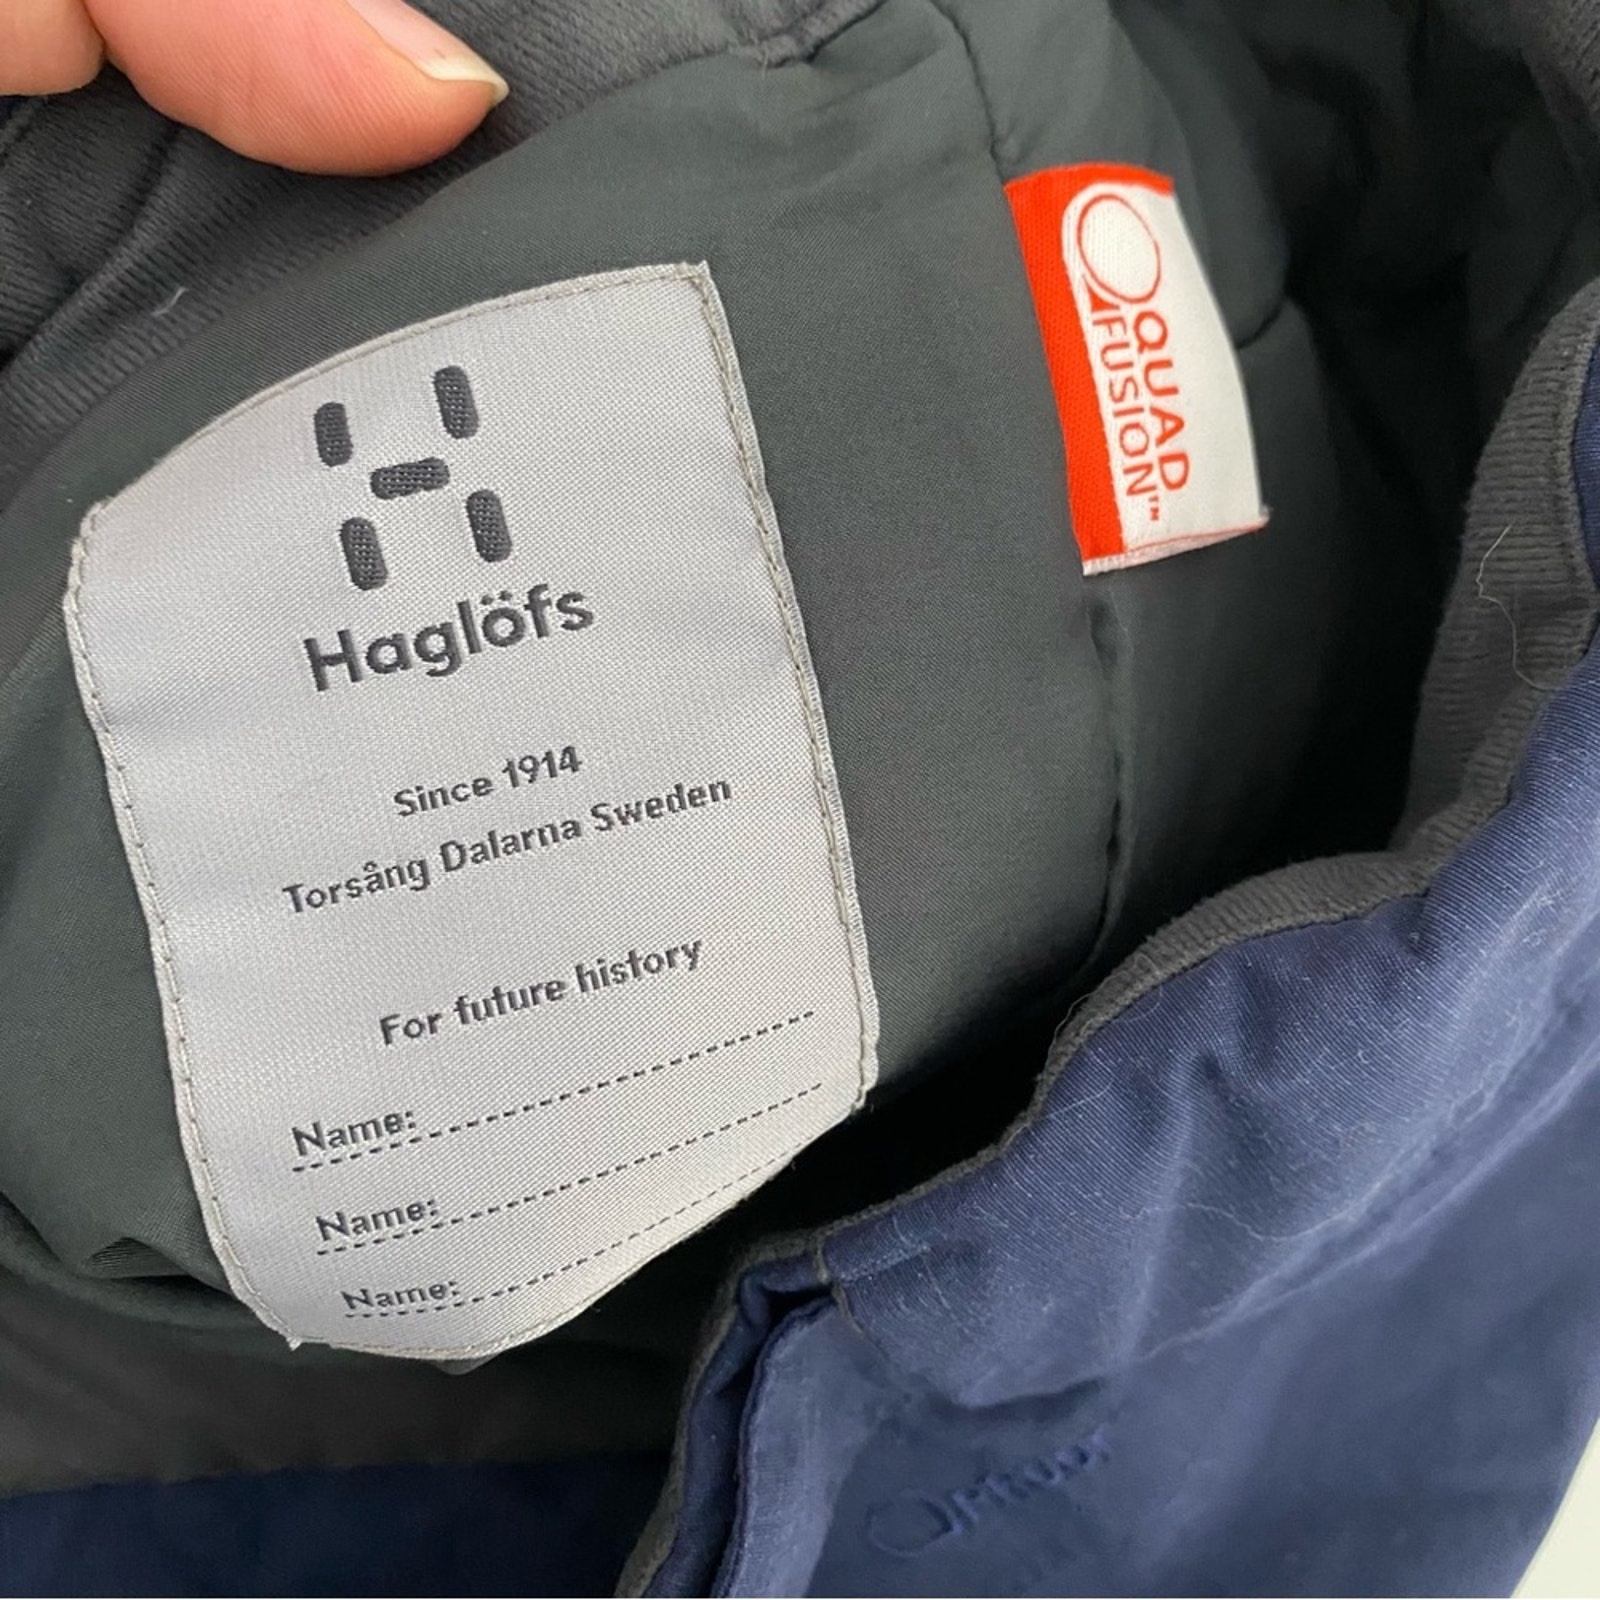 Haglöfs
Since 1914
Torsång Dalarna Sweden
For future history
Name:
Name:
Name:
QUAD
FUSION™